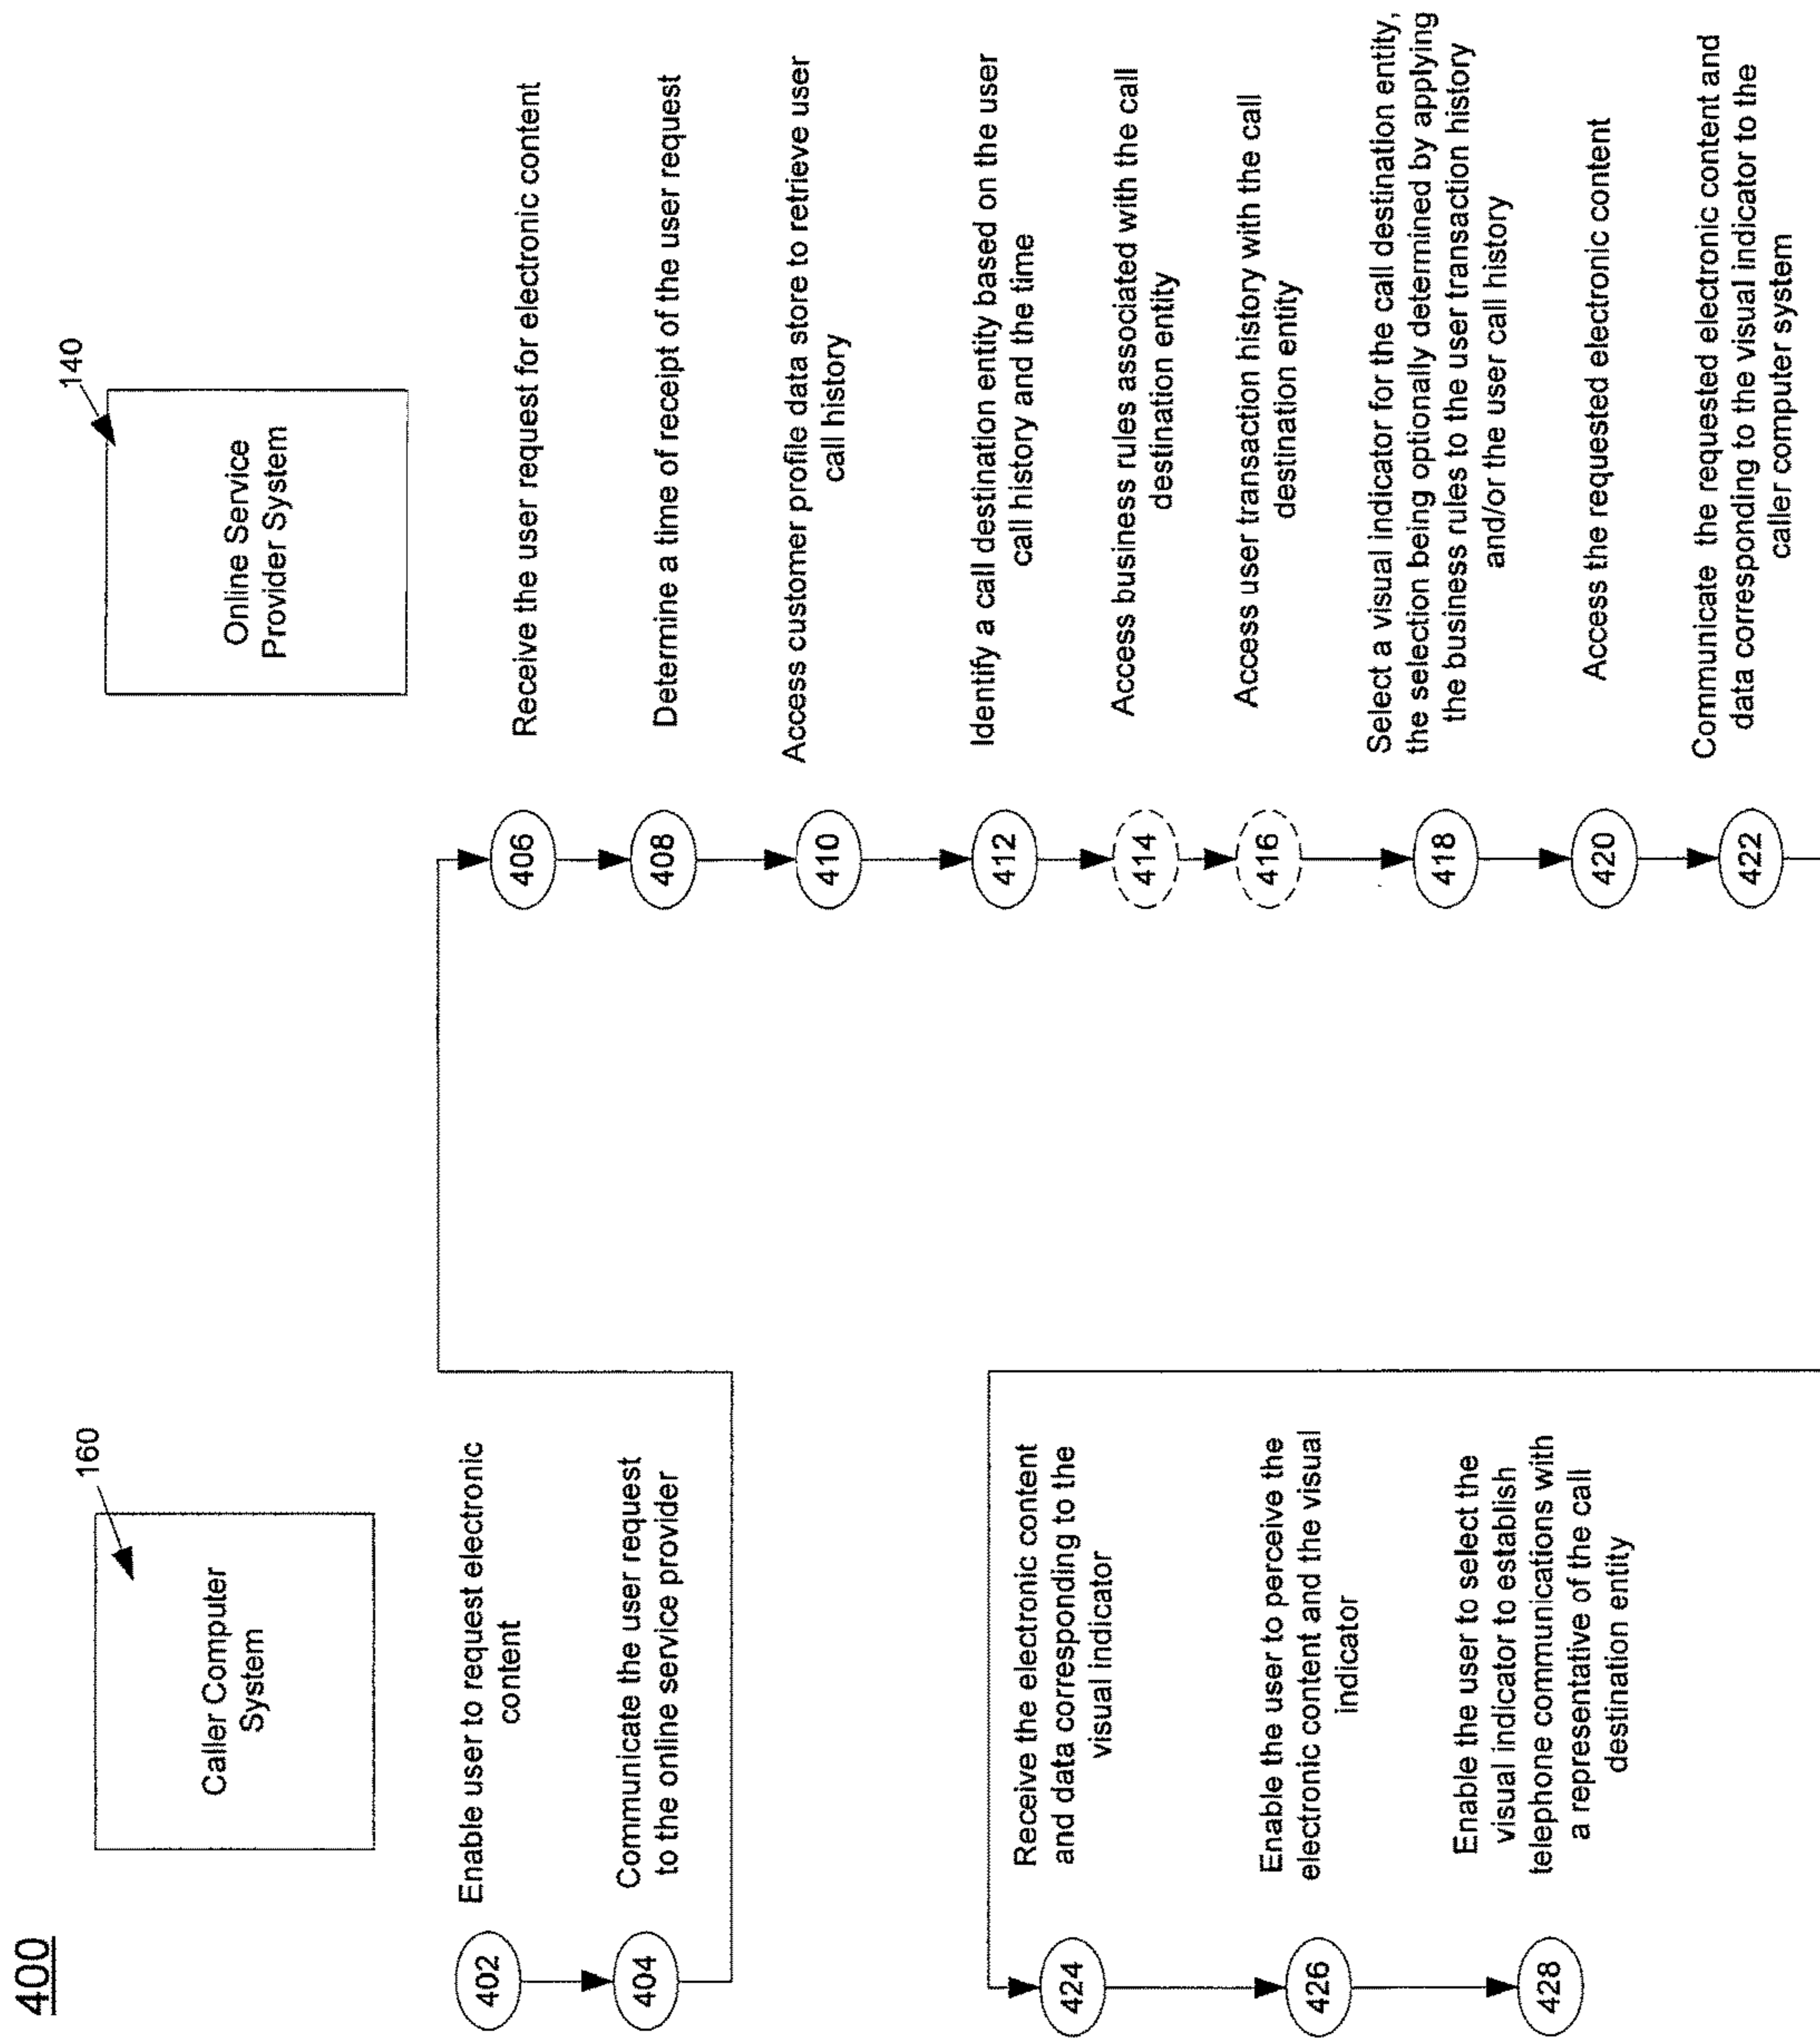 400
160
Caller Computer
System
140
Online Service
Provider System
402
Enable user to request electronic
content
404
Communicate the user request
to the online service provider
406
Receive the user request for electronic content
408
Determine a time of receipt of the user request
410
Access customer profile data store to retrieve user
call history
412
Identify a call destination entity based on the user
call history and the time
414
Access business rules associated with the call
destination entity
416
Access user transaction history with the call
destination entity
418
Select a visual indicator for the call destination entity,
the selection being optionally determined by applying
the business rules to the user transaction history
and/or the user call history
420
Access the requested electronic content
422
Communicate the requested electronic content and
data corresponding to the visual indicator to the
caller computer system
424
Receive the electronic content
and data corresponding to the
visual indicator
426
Enable the user to perceive the
electronic content and the visual
indicator
428
Enable the user to select the
visual indicator to establish
telephone communications with
a representative of the call
destination entity